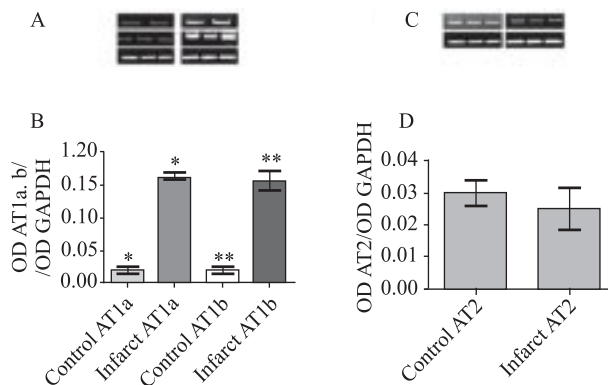 A
C
B
OD AT1a. b/
/OD GAPDH
1.20
0.15
0.10
0.05
0.00
*
*
**
**
Control AT1a
Infarct AT1a
Control AT1b
Infarct AT1b
D
OD AT2/OD GAPDH
0.04
0.03
0.02
0.01
0.00
Control AT2
Infarct AT2